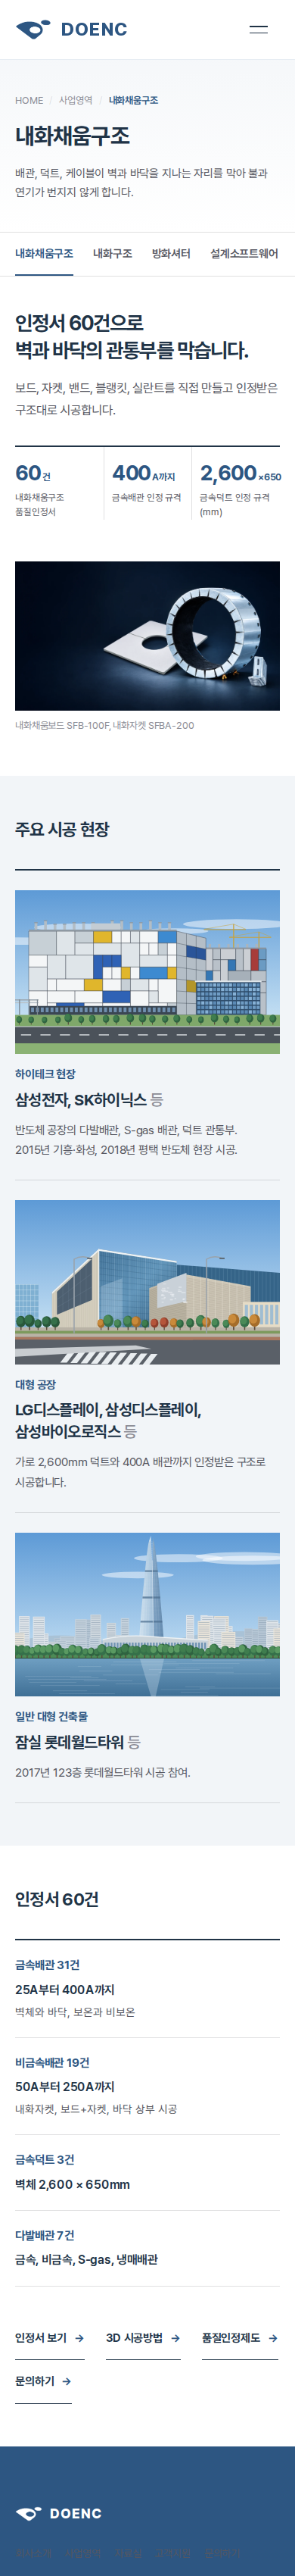 DOENC
HOME / 사업영역 / 내화채움구조
내화채움구조
배관, 덕트, 케이블이 벽과 바닥을 지나는 자리를 막아 불과
연기가 번지지 않게 합니다.
내화채움구조 내화구조 방화셔터 설계소프트웨어
인정서 60건으로
벽과 바닥의 관통부를 막습니다.
보드, 자켓, 밴드, 블랭킷, 실란트를 직접 만들고 인정받은
구조대로 시공합니다.
60건 400A까지 2,600×650
내화채움구조 금속배관 인정 규격 금속덕트 인정 규격
품질인정서 (mm)
내화채움보드 SFB-100F, 내화자켓 SFBA-200
주요 시공 현장
하이테크 현장
삼성전자, SK하이닉스 등
반도체 공장의 다발배관, S-gas 배관, 덕트 관통부.
2015년 기흥·화성, 2018년 평택 반도체 현장 시공.
대형 공장
LG디스플레이, 삼성디스플레이,
삼성바이오로직스 등
가로 2,600mm 덕트와 400A 배관까지 인정받은 구조로
시공합니다.
일반 대형 건축물
잠실 롯데월드타워 등
2017년 123층 롯데월드타워 시공 참여.
인정서 60건
금속배관 31건
25A부터 400A까지
벽체와 바닥, 보온과 비보온
비금속배관 19건
50A부터 250A까지
내화자켓, 보드+자켓, 바닥 상부 시공
금속덕트 3건
벽체 2,600 × 650mm
다발배관 7건
금속, 비금속, S-gas, 냉매배관
인정서 보기 → 3D 시공방법 → 품질인정제도 →
문의하기 →
DOENC